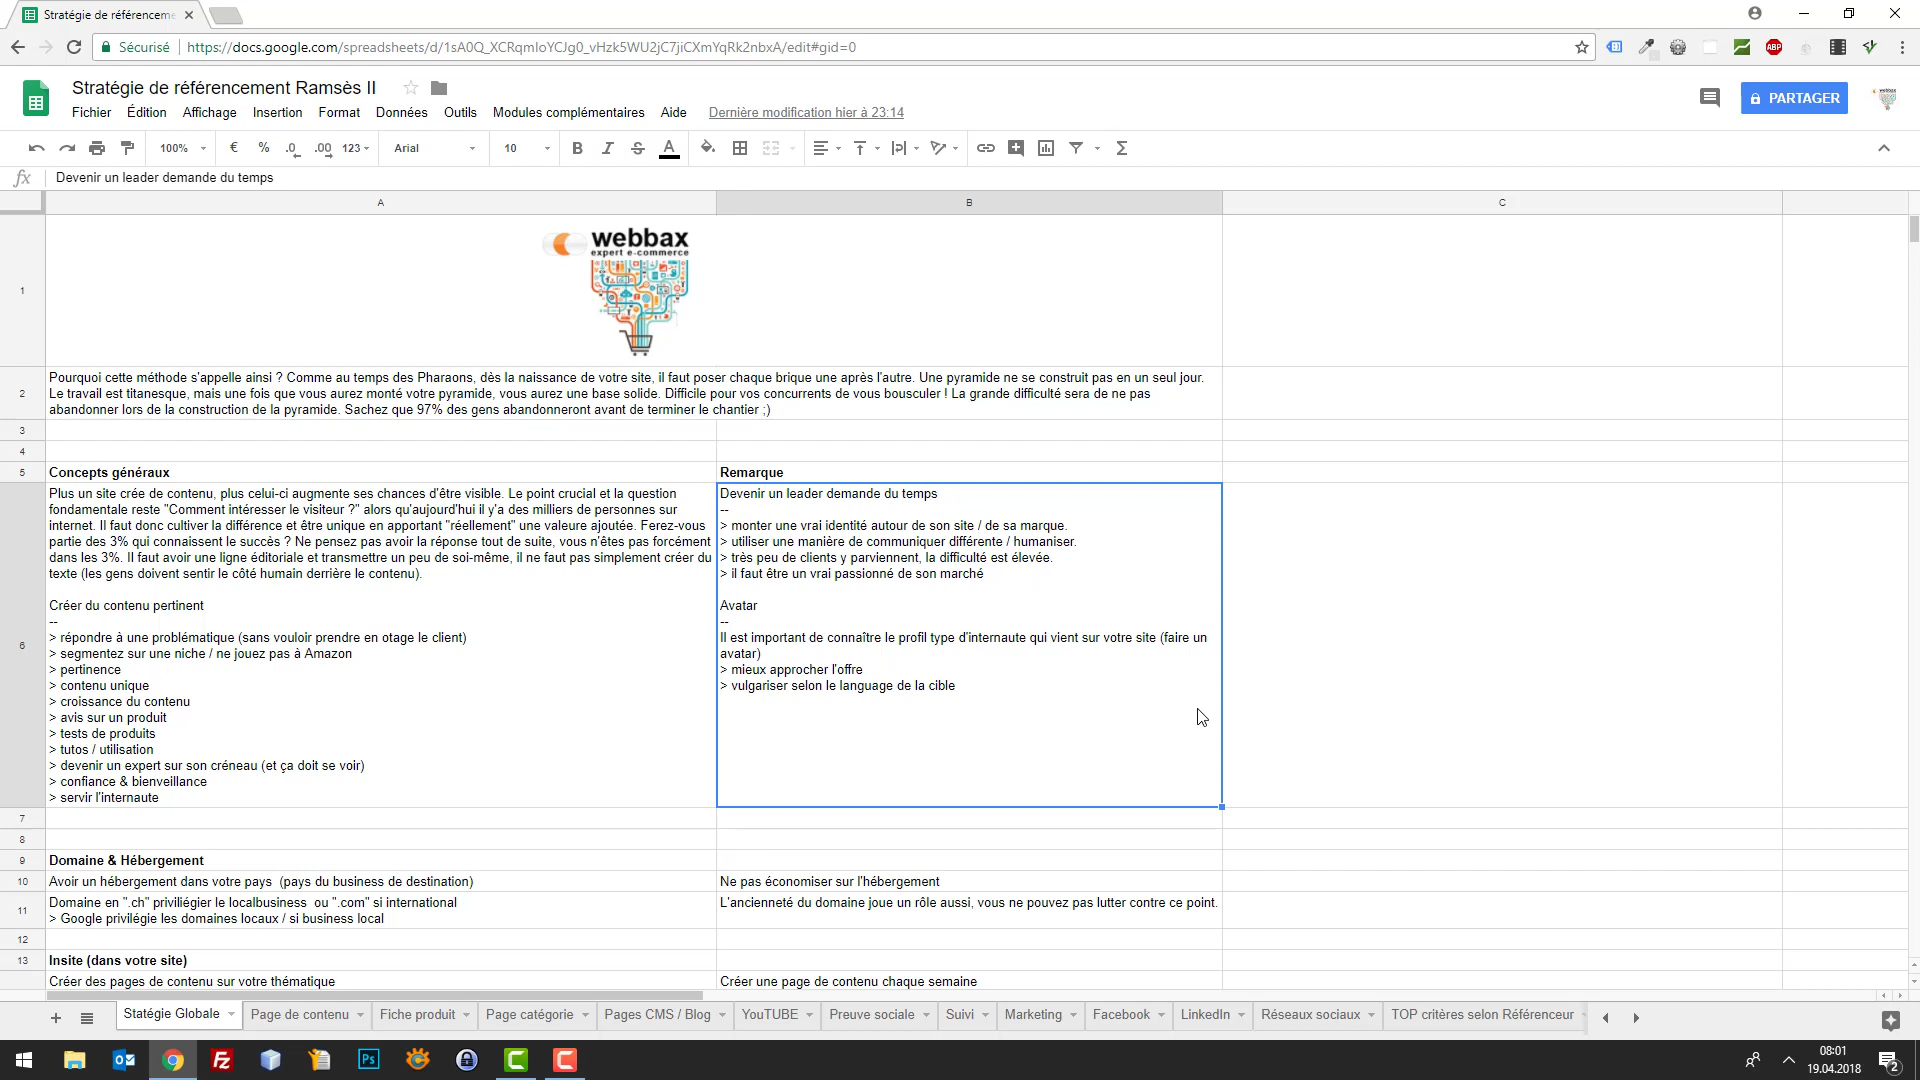 Stratégie de référencem
Sécurisé
https://docs.google.com/spreadsheets/d/1sA0Q_XCRqmIoYCJg0_vHzk5WU2jC7jiCXmYqRk2nbxA/edit#gid=0
ABP
Stratégie de référencement Ramsès II
PARTAGER
Fichier Édition Affichage Insertion Format Données Outils Modules complémentaires Aide Dernière modification hier à 23:14
100% € % .0 .00 123 Arial 10 B I S A
fx Devenir un leader demande du temps
A B C
webbax
expert e-commerce
1
Pourquoi cette méthode s'appelle ainsi ? Comme au temps des Pharaons, dès la naissance de votre site, il faut poser chaque brique une après l'autre. Une pyramide ne se construit pas en un seul jour.
2 Le travail est titanesque, mais une fois que vous aurez monté votre pyramide, vous aurez une base solide. Difficile pour vos concurrents de vous bousculer ! La grande difficulté sera de ne pas
abandonner lors de la construction de la pyramide. Sachez que 97% des gens abandonneront avant de terminer le chantier ;)
3
4
5 Concepts généraux Remarque
Plus un site crée de contenu, plus celui-ci augmente ses chances d'être visible. Le point crucial et la question
fondamentale reste "Comment intéresser le visiteur ?" alors qu'aujourd'hui il y'a des milliers de personnes sur
internet. Il faut donc cultiver la différence et être unique en apportant "réellement" une valeure ajoutée. Ferez-vous
partie des 3% qui connaissent le succès ? Ne pensez pas avoir la réponse tout de suite, vous n'êtes pas forcément
dans les 3%. Il faut avoir une ligne éditoriale et transmettre un peu de soi-même, il ne faut pas simplement créer du
texte (les gens doivent sentir le côté humain derrière le contenu).
Créer du contenu pertinent
--
> répondre à une problématique (sans vouloir prendre en otage le client)
6
> segmentez sur une niche / ne jouez pas à Amazon
> pertinence
> contenu unique
> croissance du contenu
> avis sur un produit
> tests de produits
> tutos / utilisation
> devenir un expert sur son créneau (et ça doit se voir)
> confiance & bienveillance
> servir l'internaute
Devenir un leader demande du temps
--
> monter une vrai identité autour de son site / de sa marque.
> utiliser une manière de communiquer différente / humaniser.
> très peu de clients y parviennent, la difficulté est élevée.
> il faut être un vrai passionné de son marché
Avatar
--
Il est important de connaître le profil type d'internaute qui vient sur votre site (faire un
avatar)
> mieux approcher l'offre
> vulgariser selon le language de la cible
7
8
9 Domaine & Hébergement
10 Avoir un hébergement dans votre pays (pays du business de destination) Ne pas économiser sur l'hébergement
11 Domaine en ".ch" priviliégier le localbusiness ou ".com" si international L'ancienneté du domaine joue un rôle aussi, vous ne pouvez pas lutter contre ce point.
> Google privilégie les domaines locaux / si business local
12
13 Insite (dans votre site)
Créer des pages de contenu sur votre thématique Créer une page de contenu chaque semaine
Statégie Globale Page de contenu Fiche produit Page catégorie Pages CMS / Blog YouTUBE Preuve sociale Suivi Marketing Facebook LinkedIn Réseaux sociaux TOP critères selon Référenceur
Fz Ps C C
08:01
19.04.2018
2